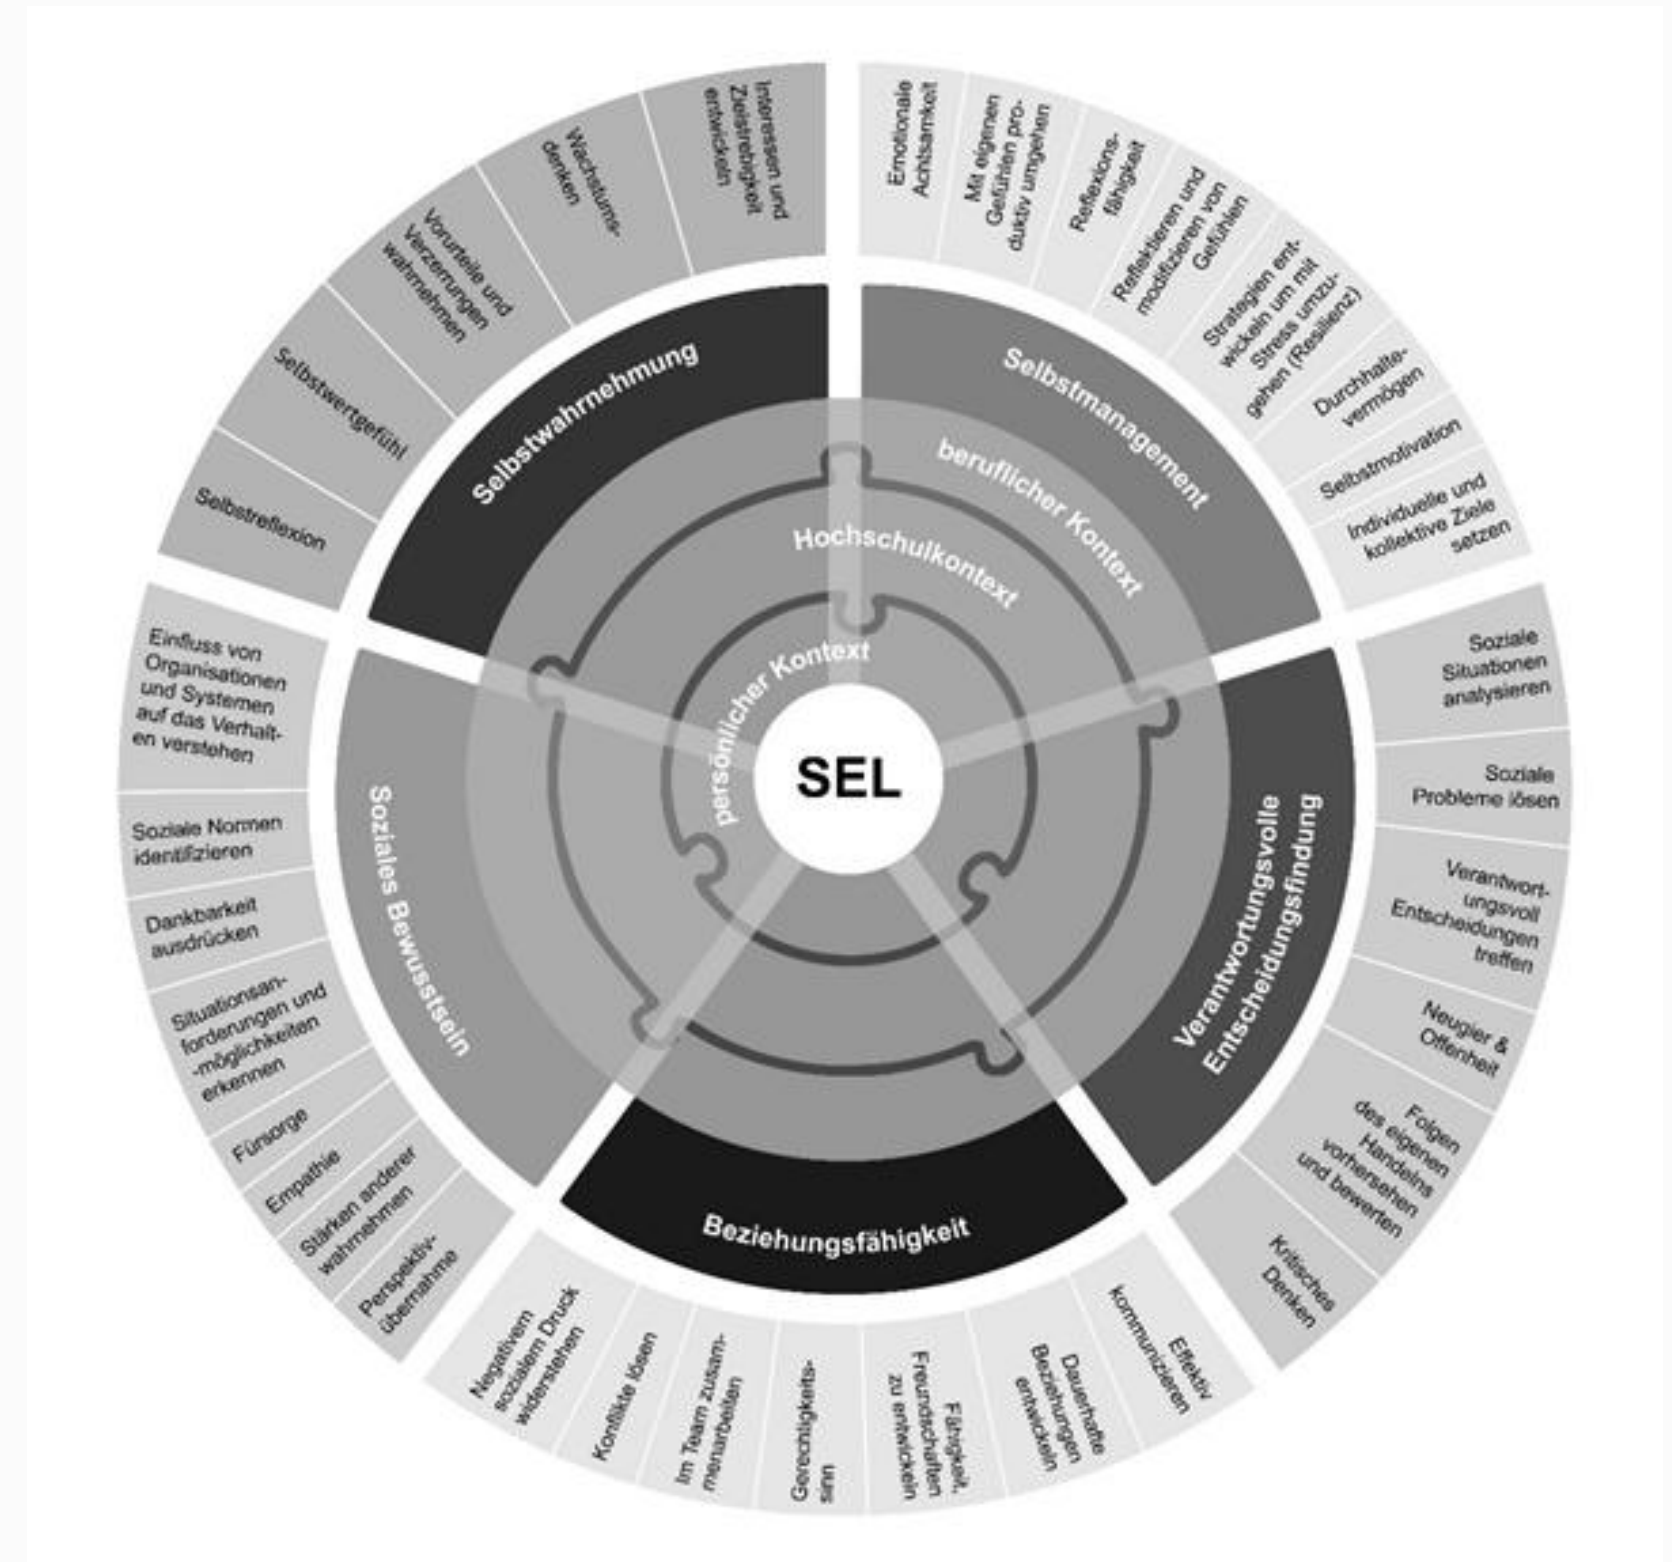 SEL
persönlicher Kontext
Hochschulkontext
beruflicher Kontext
Selbstwahrnehmung
Selbstmanagement
Verantwortungsvolle
Entscheidungsfindung
Beziehungsfähigkeit
Soziales Bewusstsein
Emotionale
Achtsamkeit
Mit eigenen
Gefühlen pro-
duktiv umgehen
Reflexions-
fähigkeit
Reflektieren und
modifizieren von
Gefühlen
Strategien ent-
wickeln um mit
Stress umzu-
gehen (Resilienz)
Durchhalte-
vermögen
Selbstmotivation
Individuelle und
kollektive Ziele
setzen
Soziale
Situationen
analysieren
Soziale
Probleme lösen
Verantwort-
ungsvoll
Entscheidungen
treffen
Neugier &
Offenheit
Folgen
des eigenen
Handelns
vorhersehen
und bewerten
Kritisches
Denken
Effektiv
kommunizieren
Dauerhafte
Beziehungen
entwickeln
Fähigkeit,
Freundschaften
zu entwickeln
Gerechtigkeits-
sinn
Im Team zusam-
menarbeiten
Konflikte lösen
Negativem
sozialem Druck
widerstehen
Perspektiv-
übernahme
Stärken anderer
wahrnehmen
Empathie
Fürsorge
Situationsan-
forderungen und
-möglichkeiten
erkennen
Dankbarkeit
ausdrücken
Soziale Normen
identifizieren
Einfluss von
Organisationen
und Systemen
auf das Verhalt-
en verstehen
Selbstreflexion
Selbstwertgefühl
Vorurteile und
Verzerrungen
wahrnehmen
Wachstums-
denken
Interessen und
Zielstrebigkeit
entwickeln